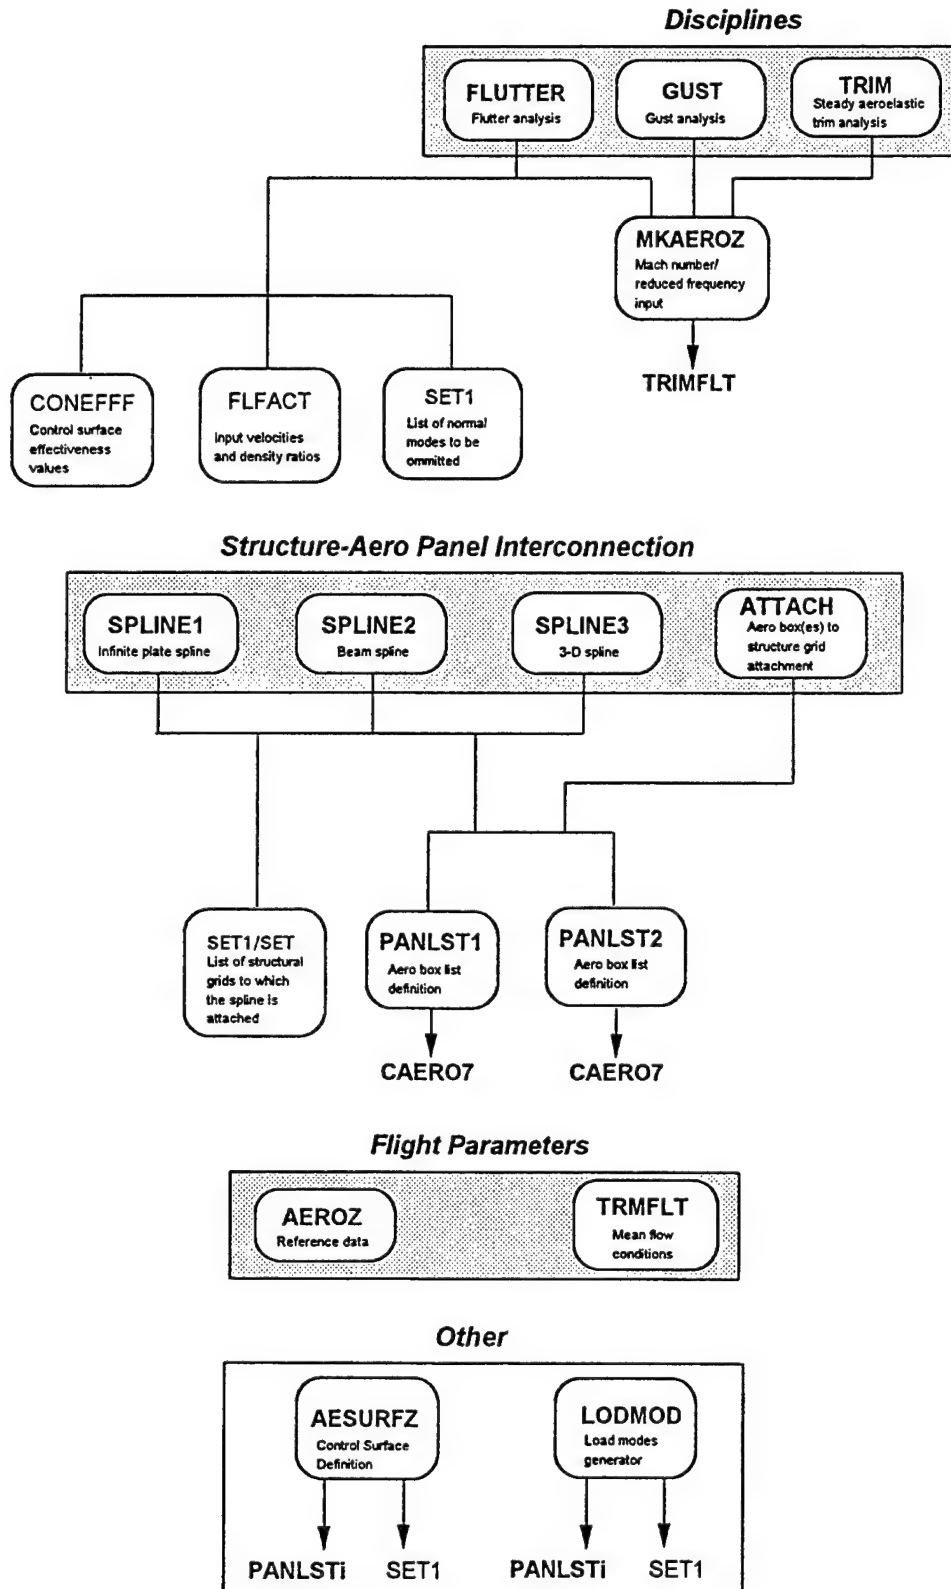 Disciplines
FLUTTER
Flutter analysis
GUST
Gust analysis
TRIM
Steady aeroelastic
trim analysis
MKAEROZ
Mach number/
reduced frequency
input
TRIMFLT
CONEFFF
Control surface
effectiveness
values
FLFACT
Input velocities
and density ratios
SET1
List of normal
modes to be
ommitted
Structure-Aero Panel Interconnection
SPLINE1
Infinite plate spline
SPLINE2
Beam spline
SPLINE3
3-D spline
ATTACH
Aero box(es) to
structure grid
attachment
SET1/SET
List of structural
grids to which
the spline is
attached
PANLST1
Aero box list
definition
PANLST2
Aero box list
definition
CAERO7
CAERO7
Flight Parameters
AEROZ
Reference data
TRMFLT
Mean flow
conditions
Other
AESURFZ
Control Surface
Definition
LODMOD
Load modes
generator
PANLSTi
SET1
PANLSTi
SET1